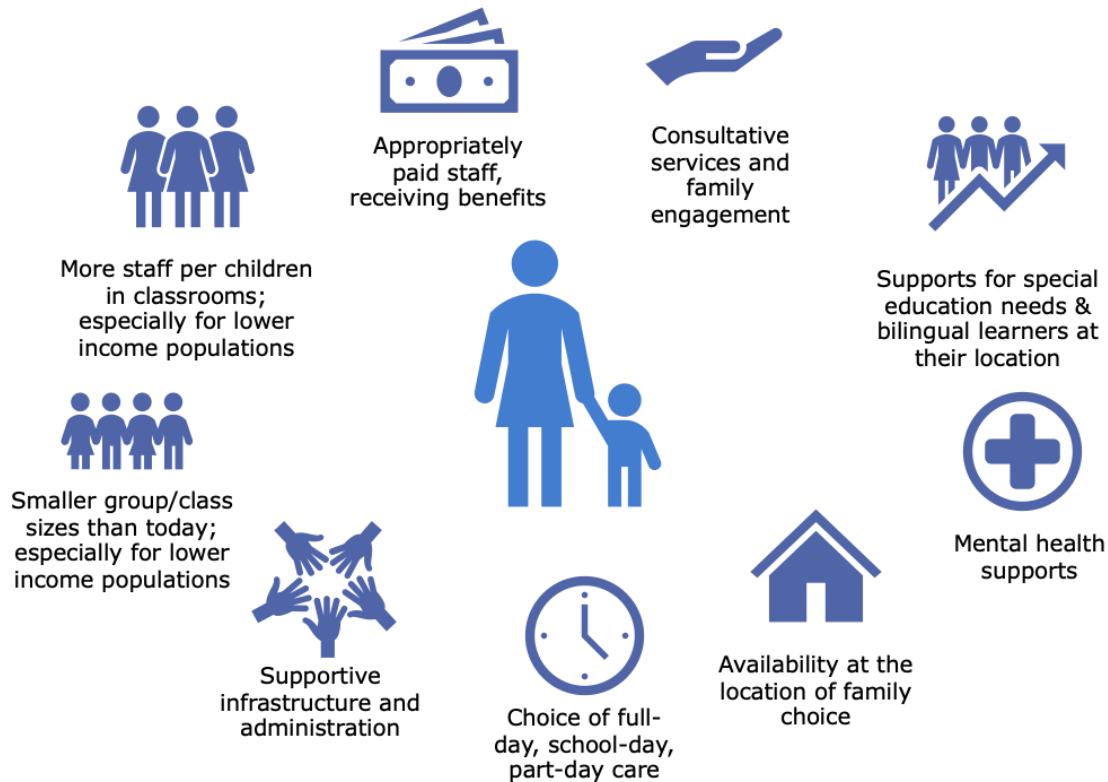 Appropriately
paid staff,
receiving benefits
Consultative
services and
family
engagement
More staff per children
in classrooms;
especially for lower
income populations
Supports for special
education needs &
bilingual learners at
their location
Smaller group/class
sizes than today;
especially for lower
income populations
Mental health
supports
Supportive
infrastructure and
administration
Choice of full-
day, school-day,
part-day care
Availability at the
location of family
choice